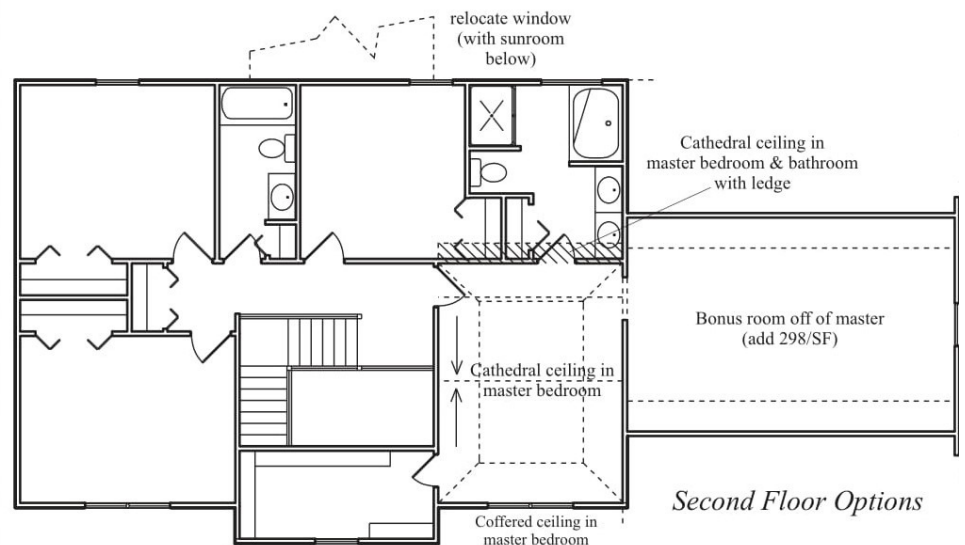 relocate window
(with sunroom
below)
Cathedral ceiling in
master bedroom & bathroom
with ledge
Bonus room off of master
(add 298/SF)
Cathedral ceiling in
master bedroom
Second Floor Options
Coffered ceiling in
master bedroom